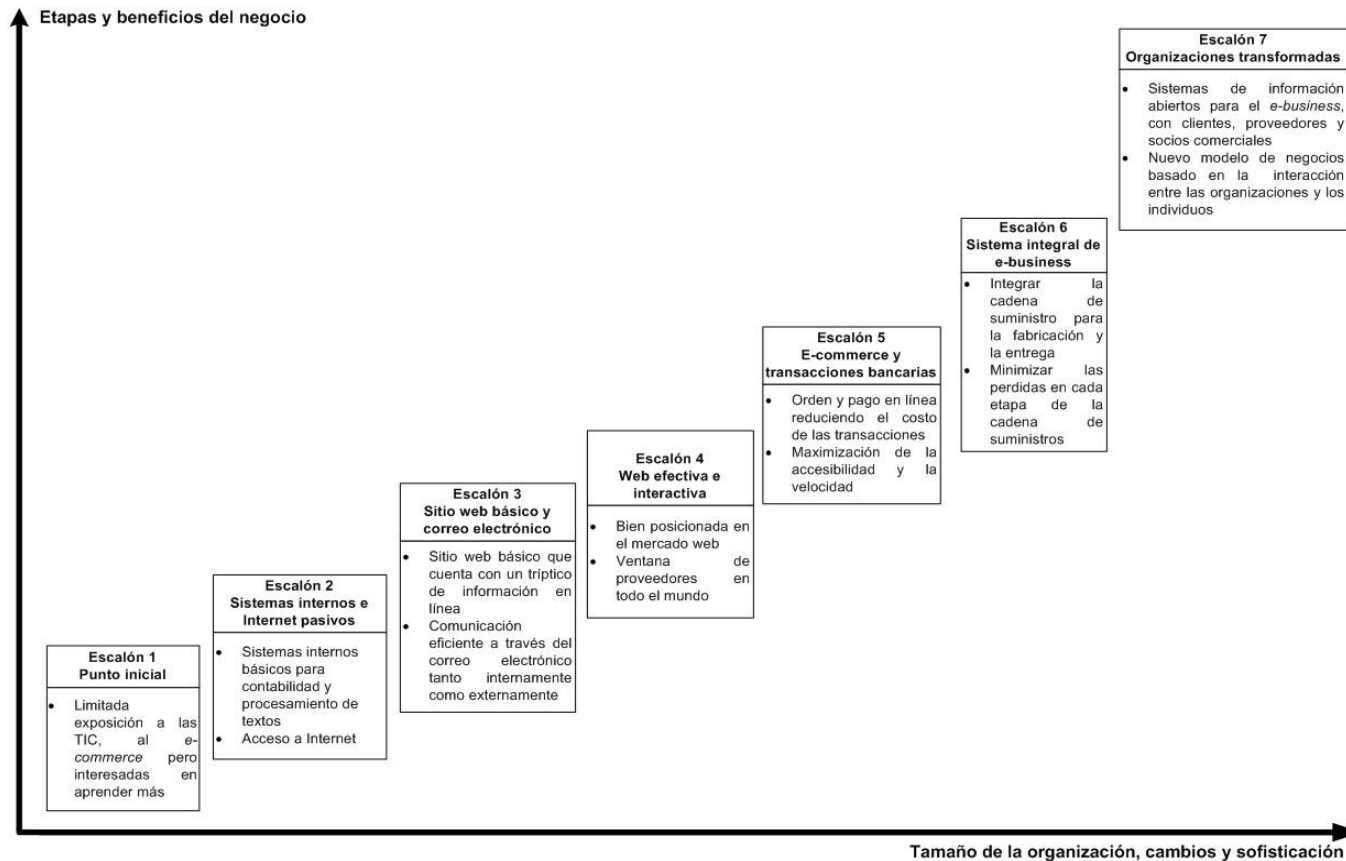 Etapas y beneficios del negocio
Escalón 7
Organizaciones transformadas
• Sistemas de información
abiertos para el e-business,
con clientes, proveedores y
socios comerciales
• Nuevo modelo de negocios
basado en la interacción
entre las organizaciones y los
individuos
Escalón 6
Sistema integral de
e-business
• Integrar la
cadena de
suministro para
la fabricación y
la entrega
• Minimizar las
perdidas en cada
etapa de la
cadena de
suministros
Escalón 5
E-commerce y
transacciones bancarias
• Orden y pago en línea
reduciendo el costo
de las transacciones
• Maximización de la
accesibilidad y la
velocidad
Escalón 4
Web efectiva e
interactiva
• Bien posicionada en
el mercado web
• Ventana de
proveedores en
todo el mundo
Escalón 3
Sitio web básico y
correo electrónico
• Sitio web básico que
cuenta con un tríptico
de información en
línea
• Comunicación
eficiente a través del
correo electrónico
tanto internamente
como externamente
Escalón 2
Sistemas internos e
Internet pasivos
• Sistemas internos
básicos para
contabilidad y
procesamiento de
textos
• Acceso a Internet
Escalón 1
Punto inicial
• Limitada
exposición a las
TIC, al e-
commerce pero
interesadas en
aprender más
Tamaño de la organización, cambios y sofisticación